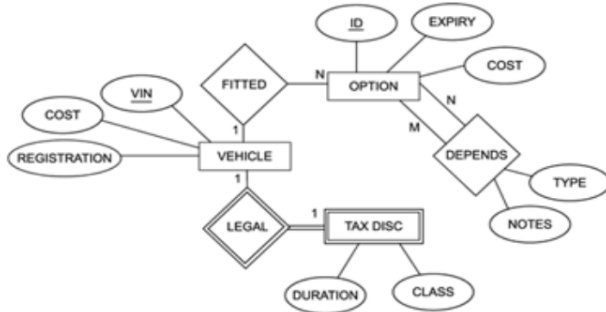 ID
EXPIRY
COST
FITTED
N
OPTION
VIN
COST
N
M
1
REGISTRATION
VEHICLE
DEPENDS
1
TYPE
1
LEGAL
TAX DISC
NOTES
DURATION
CLASS